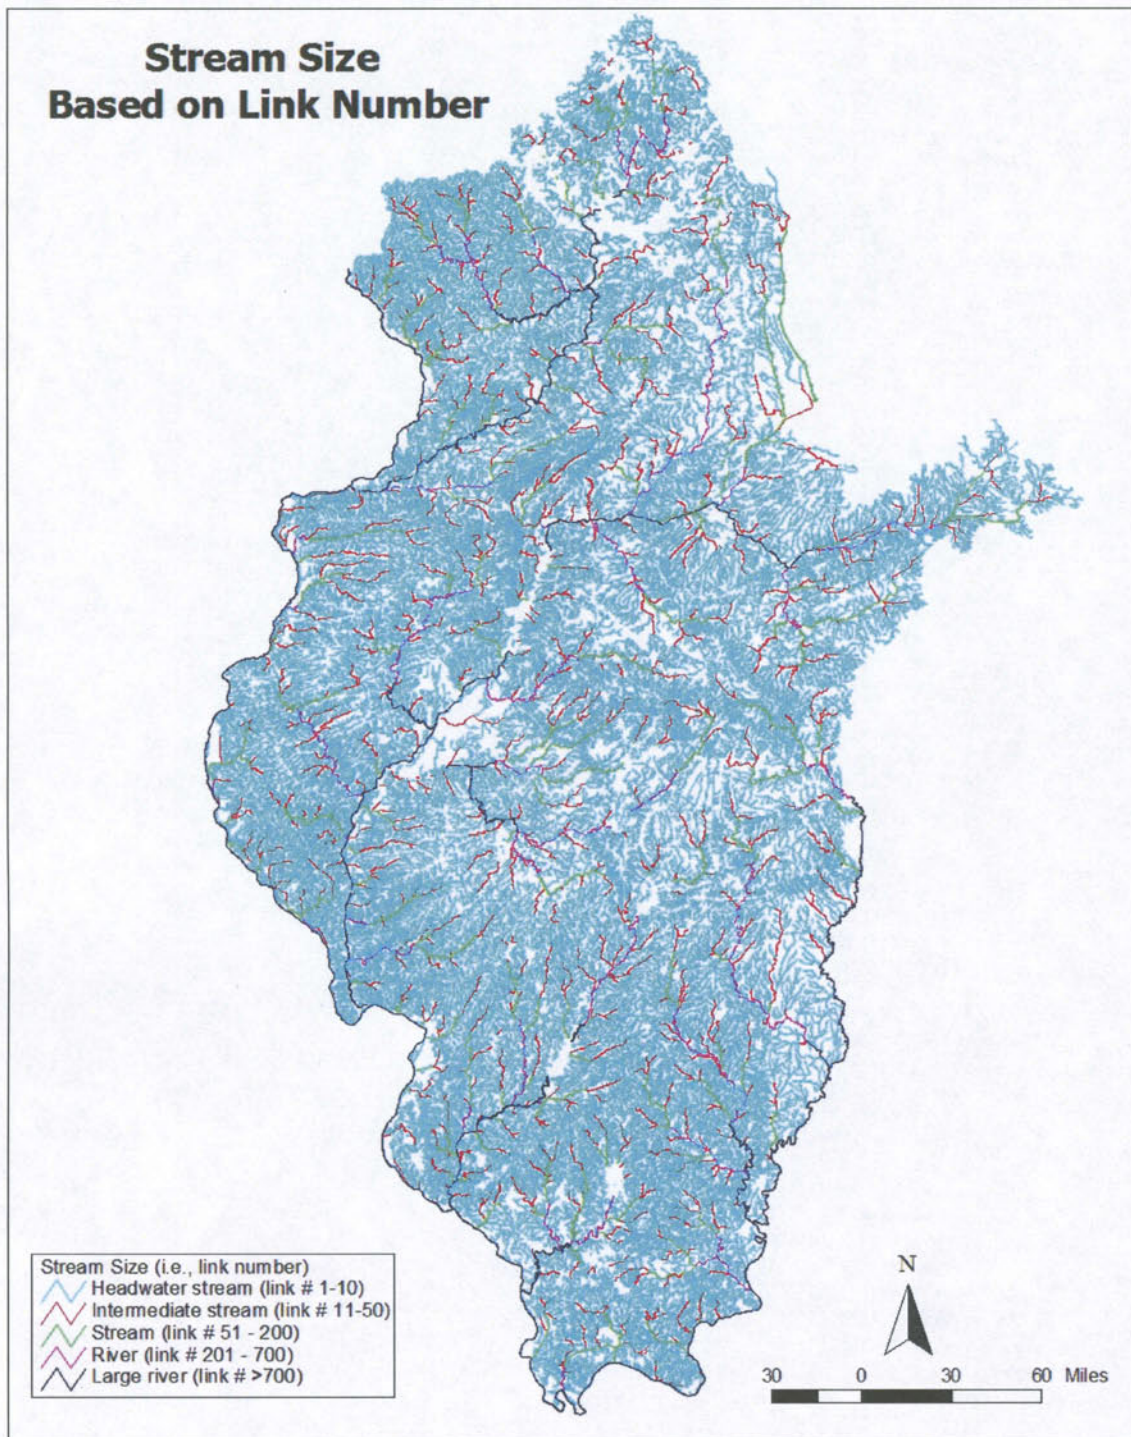 Stream Size
Based on Link Number
Stream Size (i.e., link number)
Headwater stream (link # 1-10)
Intermediate stream (link # 11-50)
Stream (link # 51 - 200)
River (link # 201 - 700)
Large river (link # >700)
N
30 0 30 60 Miles